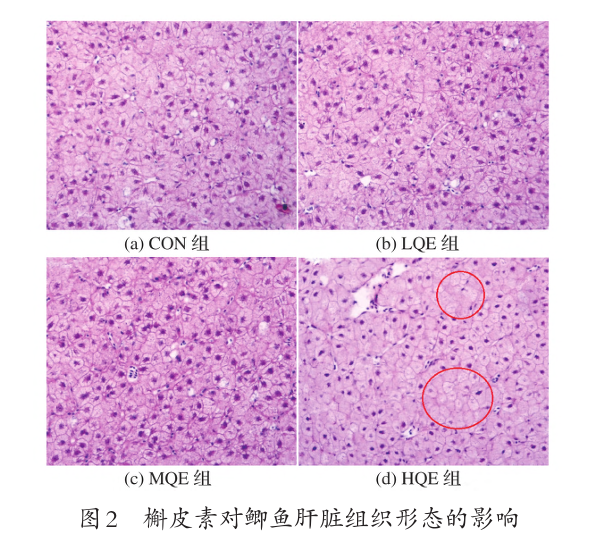 (a) CON 组
(b) LQE 组
(c) MQE 组
(d) HQE 组
图2 槲皮素对鲫鱼肝脏组织形态的影响